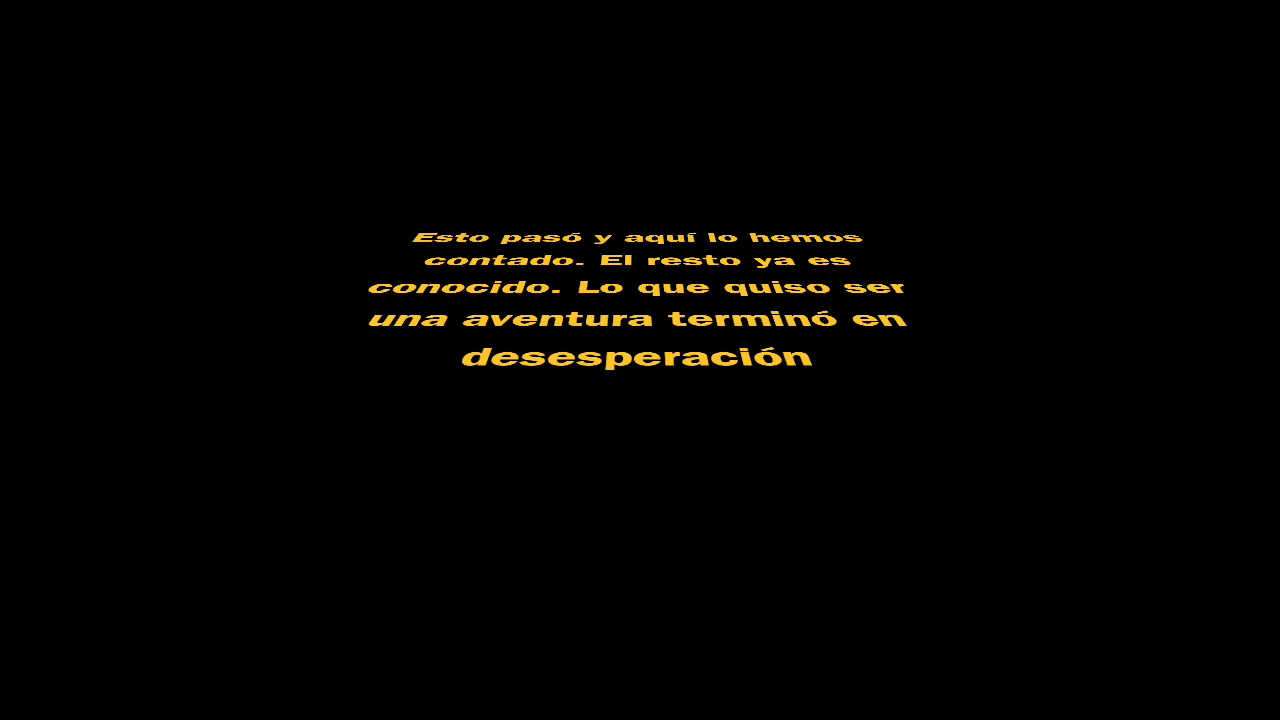 Esto pasó y aquí lo hemos
contado. El resto ya es
conocido. Lo que quiso ser
una aventura terminó en
desesperación